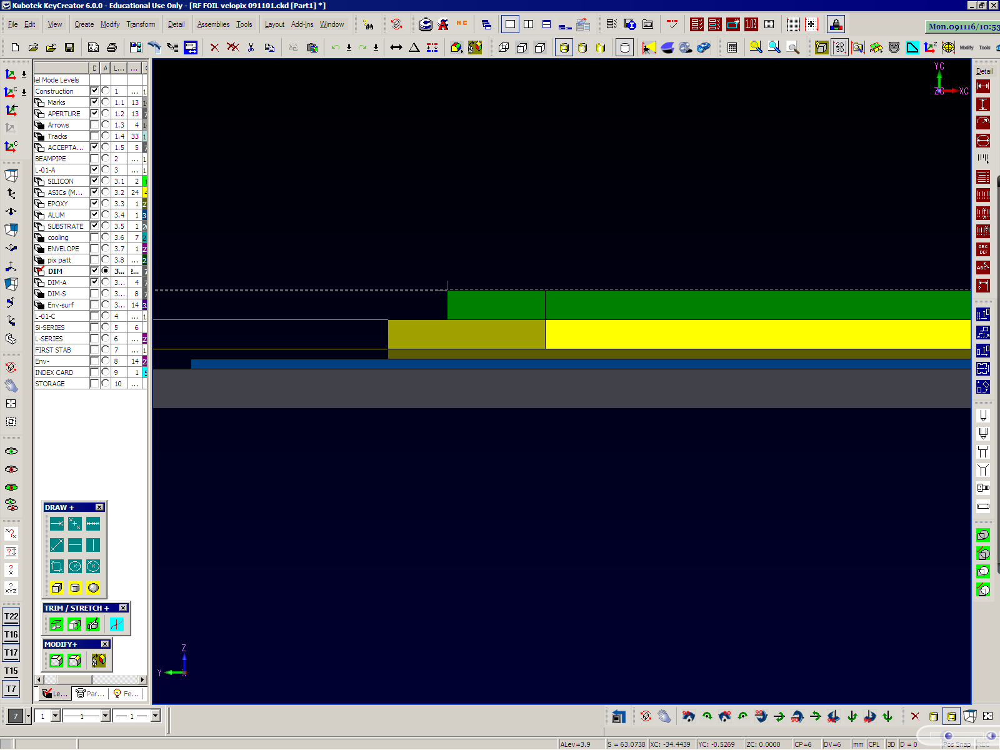 Kubotek KeyCreator 6.0.0 - Educational Use Only - [RF FOIL velopix 091101.ckd [Part1] *]
File Edit View Create Modify Transform Detail Assemblies Tools Layout Add-Ins Window
Mon.091116/10:53
Modify Tools
D A L... ...
el Mode Levels
Construction 1 ...
Marks 1.1 13
APERTURE 1.2 13
Arrows 1.3 4
Tracks 1.4 33
ACCEPTA... 1.5 5
BEAMPIPE 2 ...
L-01-A 3 ...
SILICON 3.1 2
ASICs (M... 3.2 24
EPOXY 3.3 1
ALUM 3.4 1
SUBSTRATE 3.5 1
cooling 3.6 7
ENVELOPE 3.7 1
pix patt 3.8 ...
DIM 3... ...
DIM-A 3... 4
DIM-S 3... 8
Env-surf 3... 14
L-01-C 4 ...
Si-SERIES 5 6
L-SERIES 6 ...
FIRST STAB 7 ...
Env- 8 14
INDEX CARD 9 1
STORAGE 10 ...
YC
ZC XC
Detail
ABC
DEF
ABC
DRAW +
TRIM / STRETCH +
MODIFY+
T22
T16
T17
T15
T7
Z
Y
Le... Par... Fe...
7 1 1 1
ALev=3.9 S = 63.0738 XC: -34.4439 YC: -0.5269 ZC: 0.0000 CP=6 DV=6 mm CPL 3D D = 0 Pos Snap REC